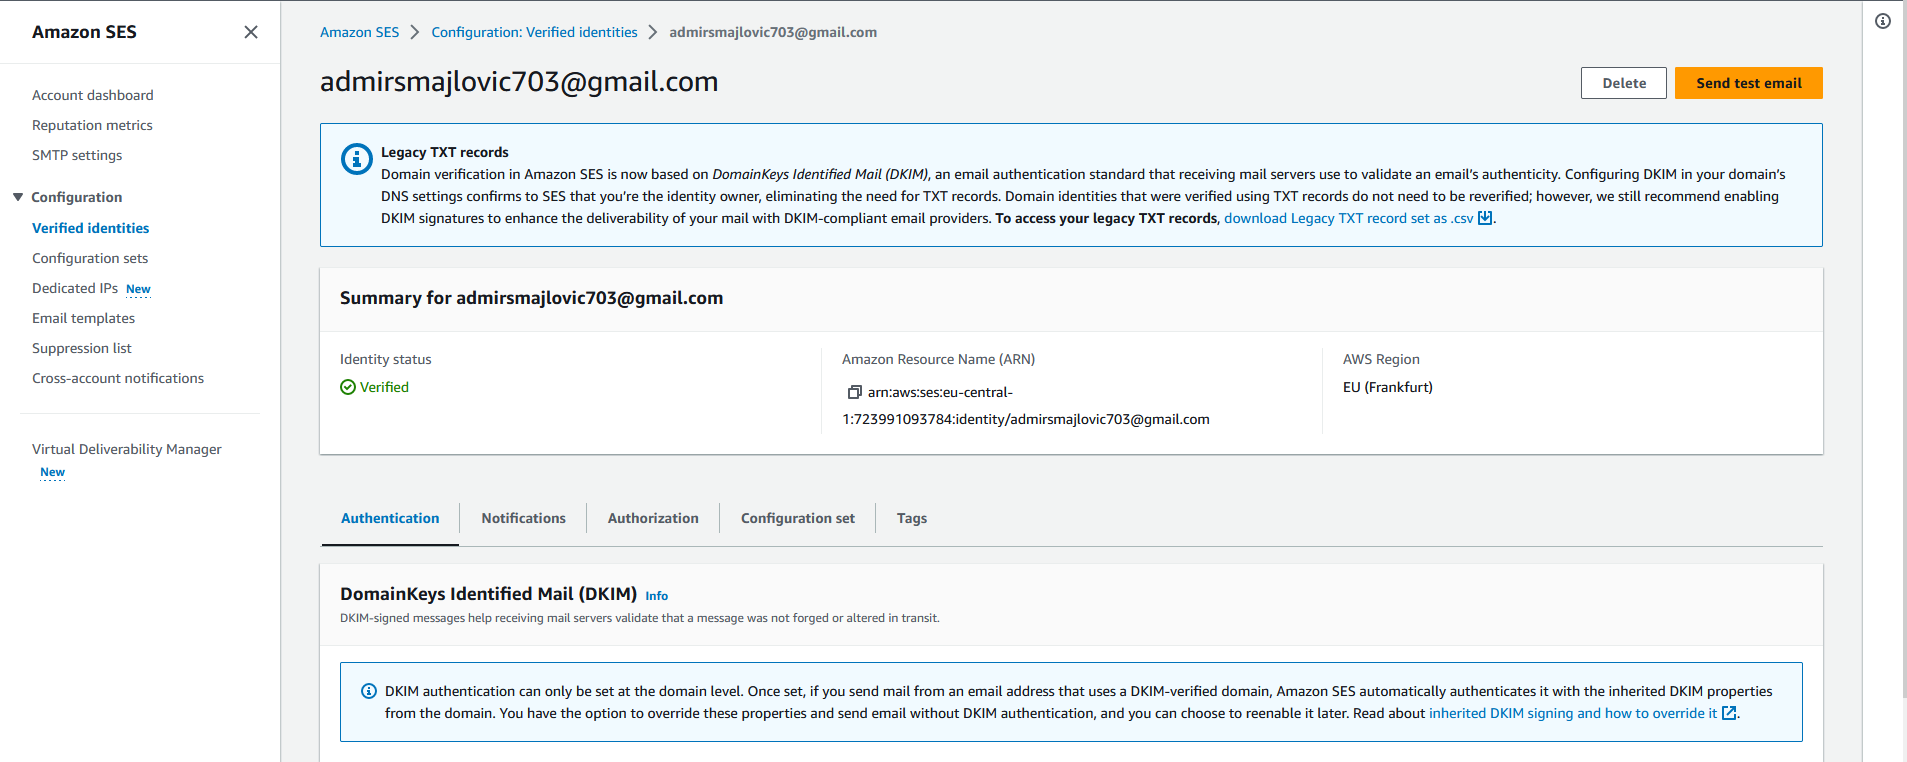 Amazon SES
Account dashboard
Reputation metrics
SMTP settings
Configuration
Verified identities
Configuration sets
Dedicated IPs New
Email templates
Suppression list
Cross-account notifications
Virtual Deliverability Manager
New
Amazon SES > Configuration: Verified identities > admirsmajlovic703@gmail.com
admirsmajlovic703@gmail.com
Delete
Send test email
Legacy TXT records
Domain verification in Amazon SES is now based on DomainKeys Identified Mail (DKIM), an email authentication standard that receiving mail servers use to validate an email's authenticity. Configuring DKIM in your domain's
DNS settings confirms to SES that you're the identity owner, eliminating the need for TXT records. Domain identities that were verified using TXT records do not need to be reverified; however, we still recommend enabling
DKIM signatures to enhance the deliverability of your mail with DKIM-compliant email providers. To access your legacy TXT records, download Legacy TXT record set as .csv.
Summary for admirsmajlovic703@gmail.com
Identity status
Verified
Amazon Resource Name (ARN)
arn:aws:ses:eu-central-
1:723991093784:identity/admirsmajlovic703@gmail.com
AWS Region
EU (Frankfurt)
Authentication
Notifications
Authorization
Configuration set
Tags
DomainKeys Identified Mail (DKIM) Info
DKIM-signed messages help receiving mail servers validate that a message was not forged or altered in transit.
DKIM authentication can only be set at the domain level. Once set, if you send mail from an email address that uses a DKIM-verified domain, Amazon SES automatically authenticates it with the inherited DKIM properties
from the domain. You have the option to override these properties and send email without DKIM authentication, and you can choose to reenable it later. Read about inherited DKIM signing and how to override it.